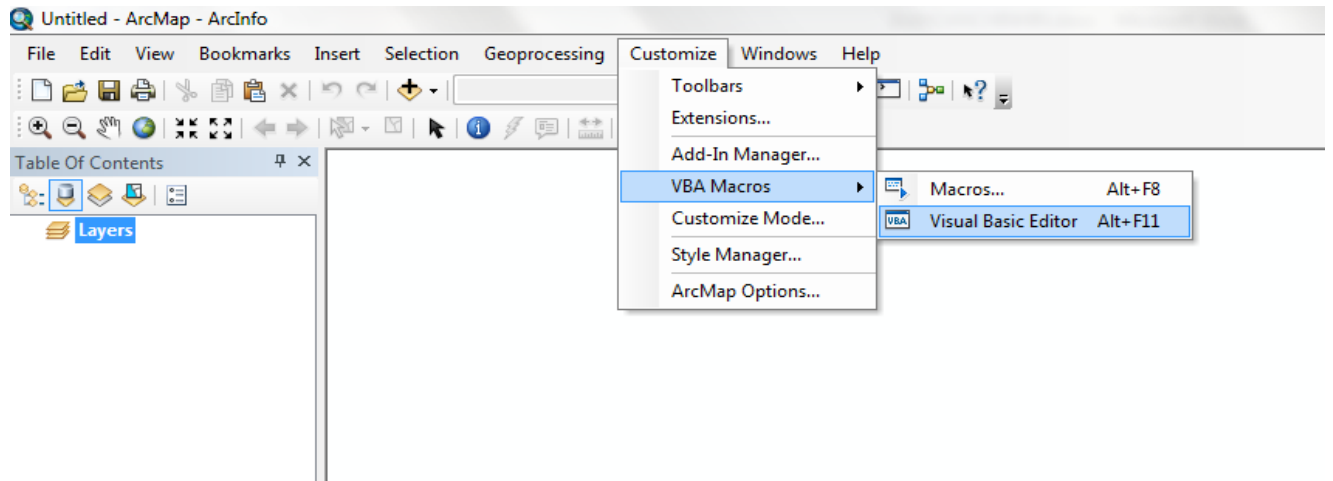 Untitled - ArcMap - ArcInfo
File Edit View Bookmarks Insert Selection Geoprocessing Customize Windows Help
Toolbars
Extensions...
Table Of Contents
Add-In Manager...
VBA Macros
Macros... Alt+F8
Customize Mode...
Visual Basic Editor Alt+F11
Layers
Style Manager...
ArcMap Options...